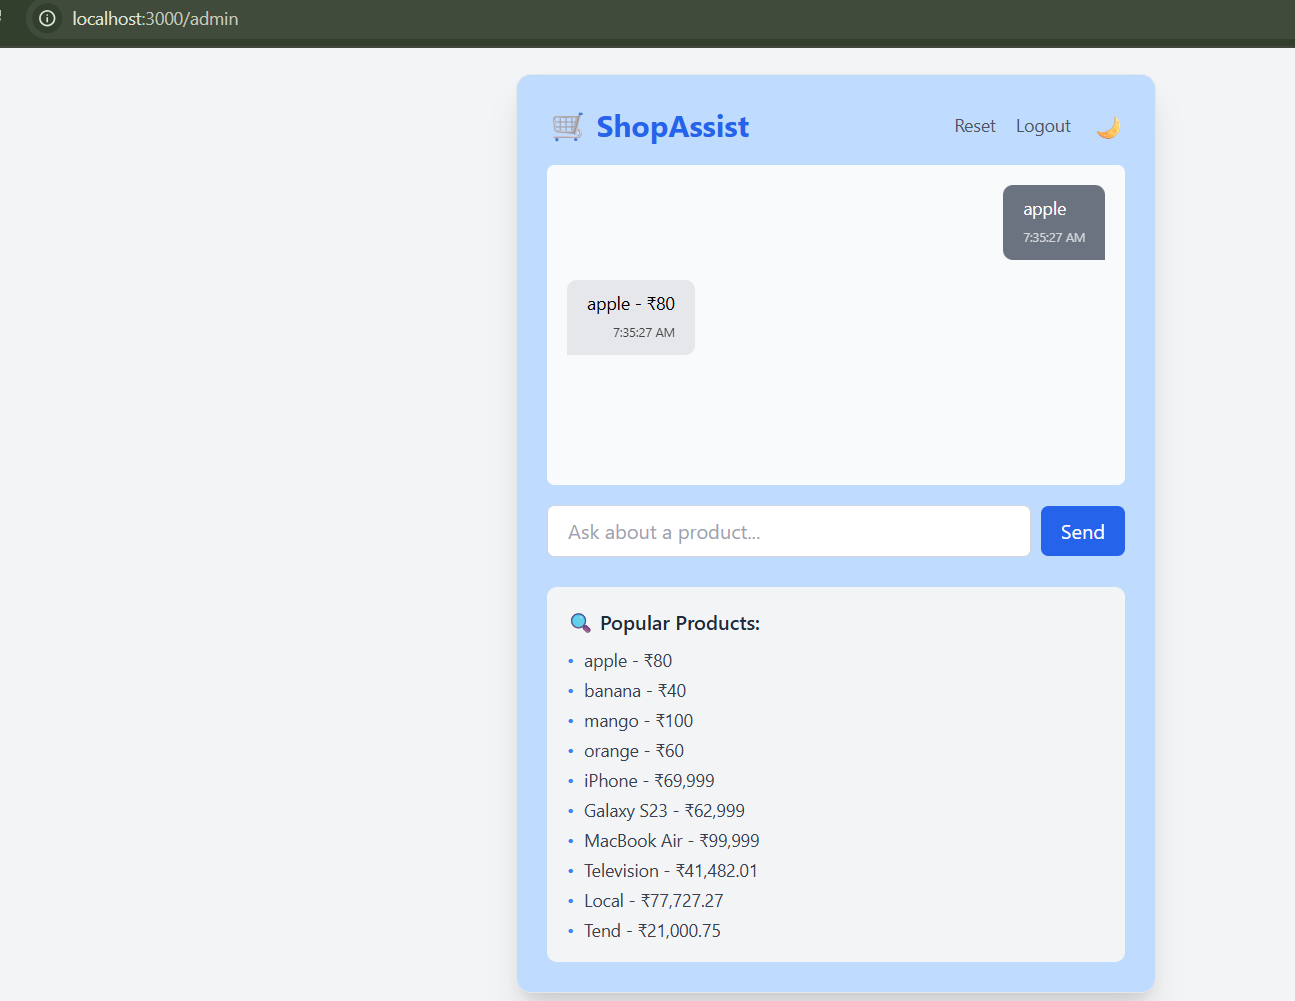 localhost:3000/admin
ShopAssist
Reset Logout
apple
7:35:27 AM
apple - ₹80
7:35:27 AM
Ask about a product...
Send
Popular Products:
• apple - ₹80
• banana - ₹40
• mango - ₹100
• orange - ₹60
• iPhone - ₹69,999
• Galaxy S23 - ₹62,999
• MacBook Air - ₹99,999
• Television - ₹41,482.01
• Local - ₹77,727.27
• Tend - ₹21,000.75